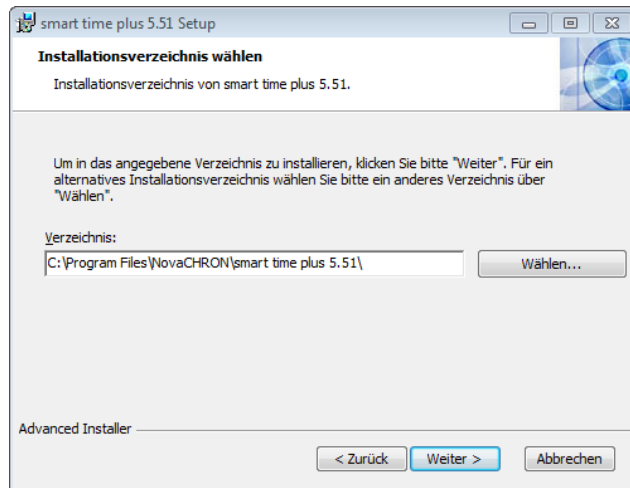 smart time plus 5.51 Setup
Installationsverzeichnis wählen
Installationsverzeichnis von smart time plus 5.51.
Um in das angegebene Verzeichnis zu installieren, klicken Sie bitte "Weiter". Für ein
alternatives Installationsverzeichnis wählen Sie bitte ein anderes Verzeichnis über
"Wählen".
Verzeichnis:
C:\Program Files\NovaCHRON\smart time plus 5.51\
Wählen...
Advanced Installer
< Zurück
Weiter >
Abbrechen